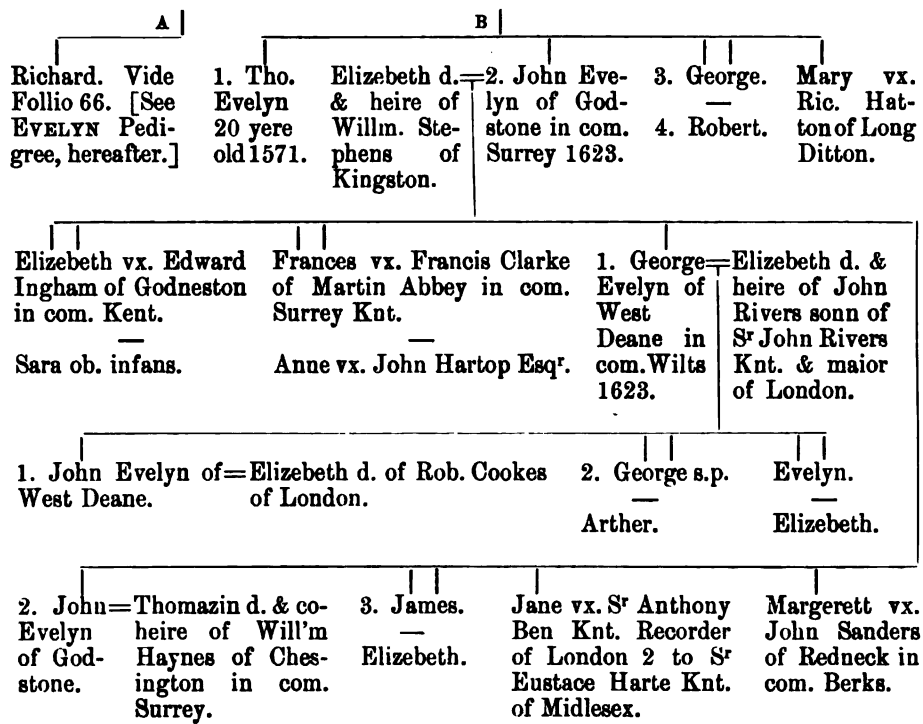 A
B
Richard. Vide
Follio 66. [See
EVELYN Pedi-
gree, hereafter.]
1. Tho.
Evelyn
20 yere
old 1571.
Elizebeth d.
& heire of
Willm. Ste-
phens of
Kingston.
2. John Eve-
lyn of God-
stone in com.
Surrey 1623.
3. George.
—
4. Robert.
Mary vx.
Ric. Hat-
ton of Long
Ditton.
Elizebeth vx. Edward
Ingham of Godneston
in com. Kent.
—
Sara ob. infans.
Frances vx. Francis Clarke
of Martin Abbey in com.
Surrey Knt.
—
Anne vx. John Hartop Esqʳ.
1. George
Evelyn of
West
Deane in
com. Wilts
1623.
Elizebeth d. &
heire of John
Rivers sonn of
Sʳ John Rivers
Knt. & maior
of London.
1. John Evelyn of
West Deane.
Elizebeth d. of Rob. Cookes
of London.
2. George s.p.
—
Arther.
Evelyn.
—
Elizebeth.
2. John
Evelyn
of God-
stone.
Thomazin d. & co-
heire of Will'm
Haynes of Ches-
ington in com.
Surrey.
3. James.
—
Elizebeth.
Jane vx. Sʳ Anthony
Ben Knt. Recorder
of London 2 to Sʳ
Eustace Harte Knt.
of Midlesex.
Margerett vx.
John Sanders
of Redneck in
com. Berks.